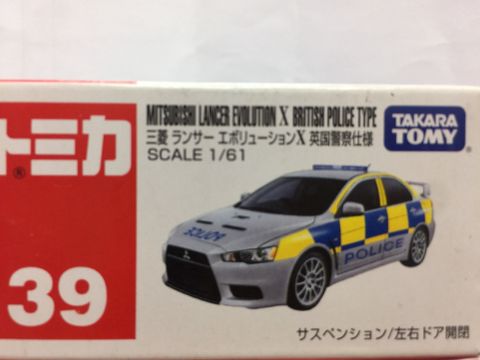 MITSUBISHI LANCER EVOLUTION X BRITISH POLICE TYPE
三菱 ランサー エボリューションX 英国警察仕様
SCALE 1/61
TAKARA
TOMY
トミカ
®
POLICE
POLICE
39
サスペンション/左右ドア開閉